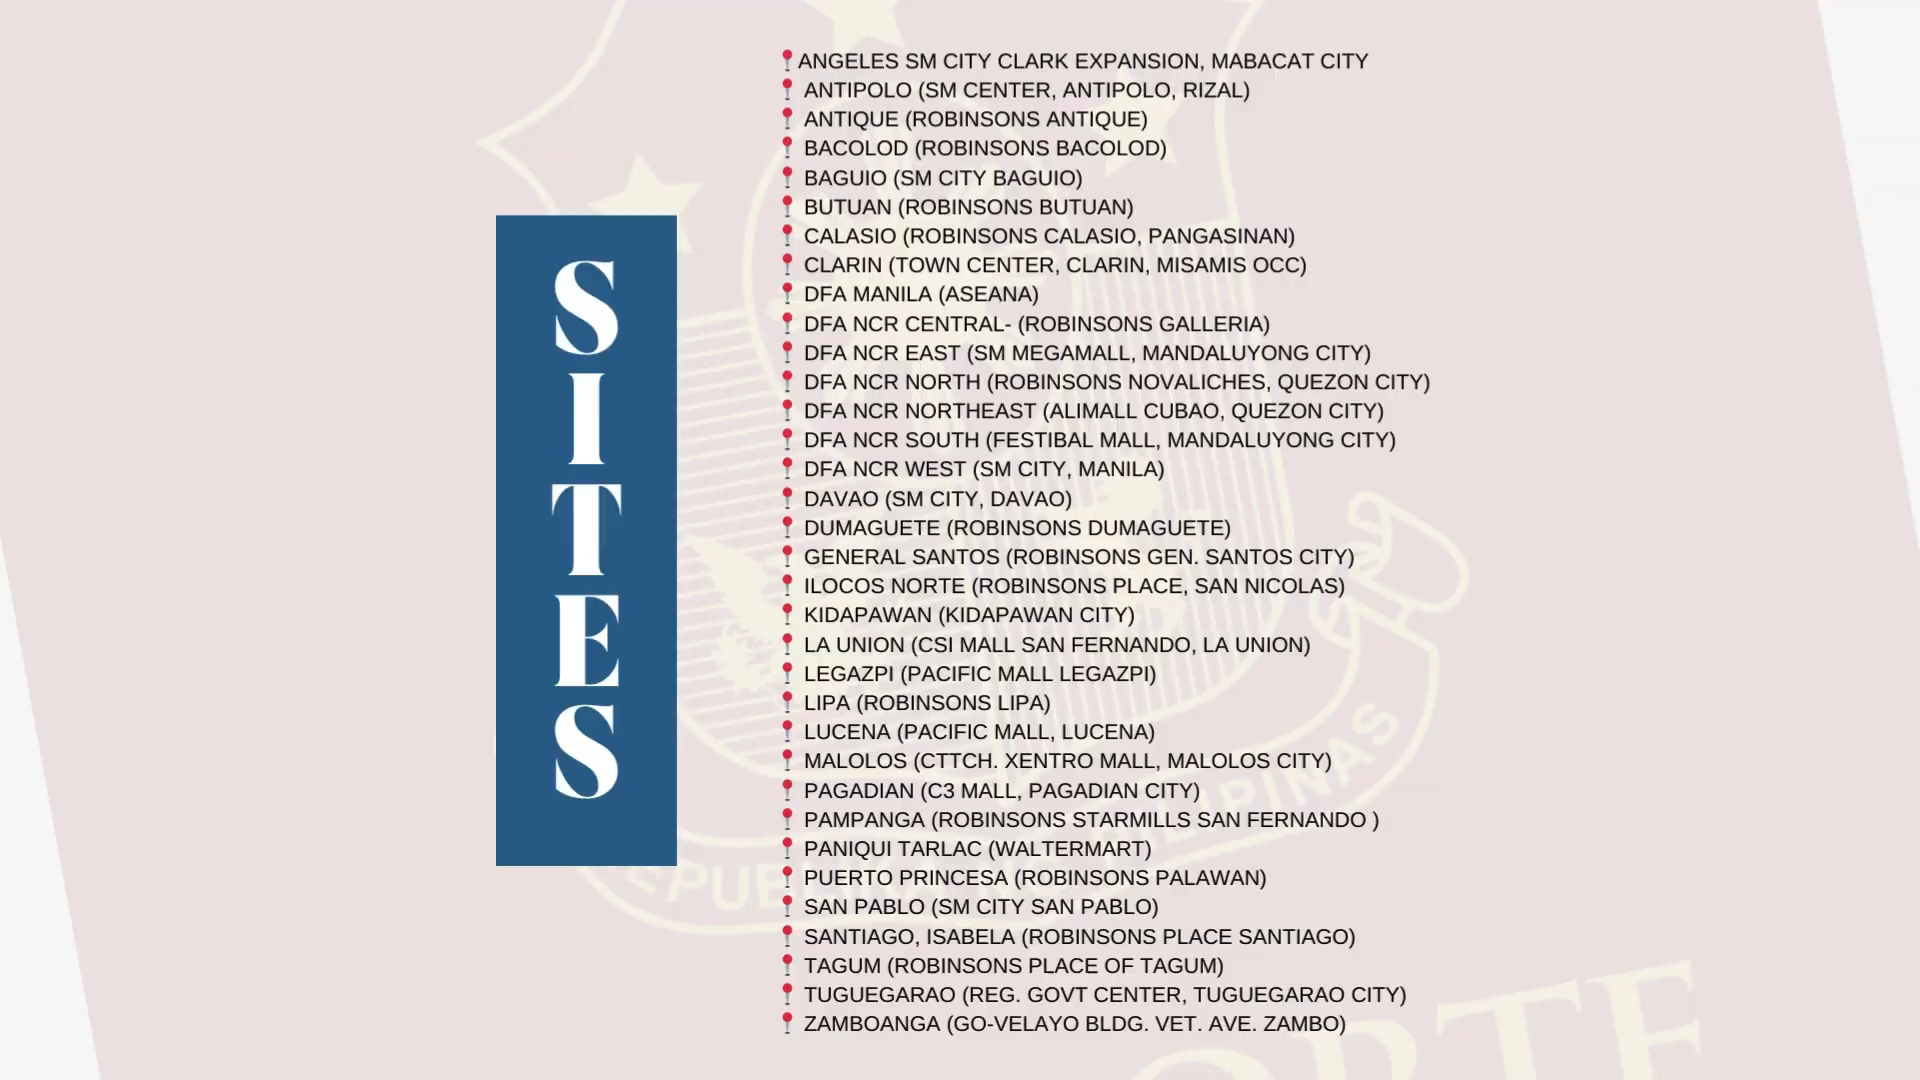 SITES
📍ANGELES SM CITY CLARK EXPANSION, MABACAT CITY
📍 ANTIPOLO (SM CENTER, ANTIPOLO, RIZAL)
📍 ANTIQUE (ROBINSONS ANTIQUE)
📍 BACOLOD (ROBINSONS BACOLOD)
📍 BAGUIO (SM CITY BAGUIO)
📍 BUTUAN (ROBINSONS BUTUAN)
📍 CALASIO (ROBINSONS CALASIO, PANGASINAN)
📍 CLARIN (TOWN CENTER, CLARIN, MISAMIS OCC)
📍 DFA MANILA (ASEANA)
📍 DFA NCR CENTRAL- (ROBINSONS GALLERIA)
📍 DFA NCR EAST (SM MEGAMALL, MANDALUYONG CITY)
📍 DFA NCR NORTH (ROBINSONS NOVALICHES, QUEZON CITY)
📍 DFA NCR NORTHEAST (ALIMALL CUBAO, QUEZON CITY)
📍 DFA NCR SOUTH (FESTIBAL MALL, MANDALUYONG CITY)
📍 DFA NCR WEST (SM CITY, MANILA)
📍 DAVAO (SM CITY, DAVAO)
📍 DUMAGUETE (ROBINSONS DUMAGUETE)
📍 GENERAL SANTOS (ROBINSONS GEN. SANTOS CITY)
📍 ILOCOS NORTE (ROBINSONS PLACE, SAN NICOLAS)
📍 KIDAPAWAN (KIDAPAWAN CITY)
📍 LA UNION (CSI MALL SAN FERNANDO, LA UNION)
📍 LEGAZPI (PACIFIC MALL LEGAZPI)
📍 LIPA (ROBINSONS LIPA)
📍 LUCENA (PACIFIC MALL, LUCENA)
📍 MALOLOS (CTTCH. XENTRO MALL, MALOLOS CITY)
📍 PAGADIAN (C3 MALL, PAGADIAN CITY)
📍 PAMPANGA (ROBINSONS STARMILLS SAN FERNANDO )
📍 PANIQUI TARLAC (WALTERMART)
📍 PUERTO PRINCESA (ROBINSONS PALAWAN)
📍 SAN PABLO (SM CITY SAN PABLO)
📍 SANTIAGO, ISABELA (ROBINSONS PLACE SANTIAGO)
📍 TAGUM (ROBINSONS PLACE OF TAGUM)
📍 TUGUEGARAO (REG. GOVT CENTER, TUGUEGARAO CITY)
📍 ZAMBOANGA (GO-VELAYO BLDG. VET. AVE. ZAMBO)